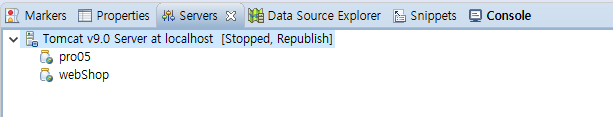 Markers Properties Servers Data Source Explorer Snippets Console
Tomcat v9.0 Server at localhost [Stopped, Republish]
pro05
webShop